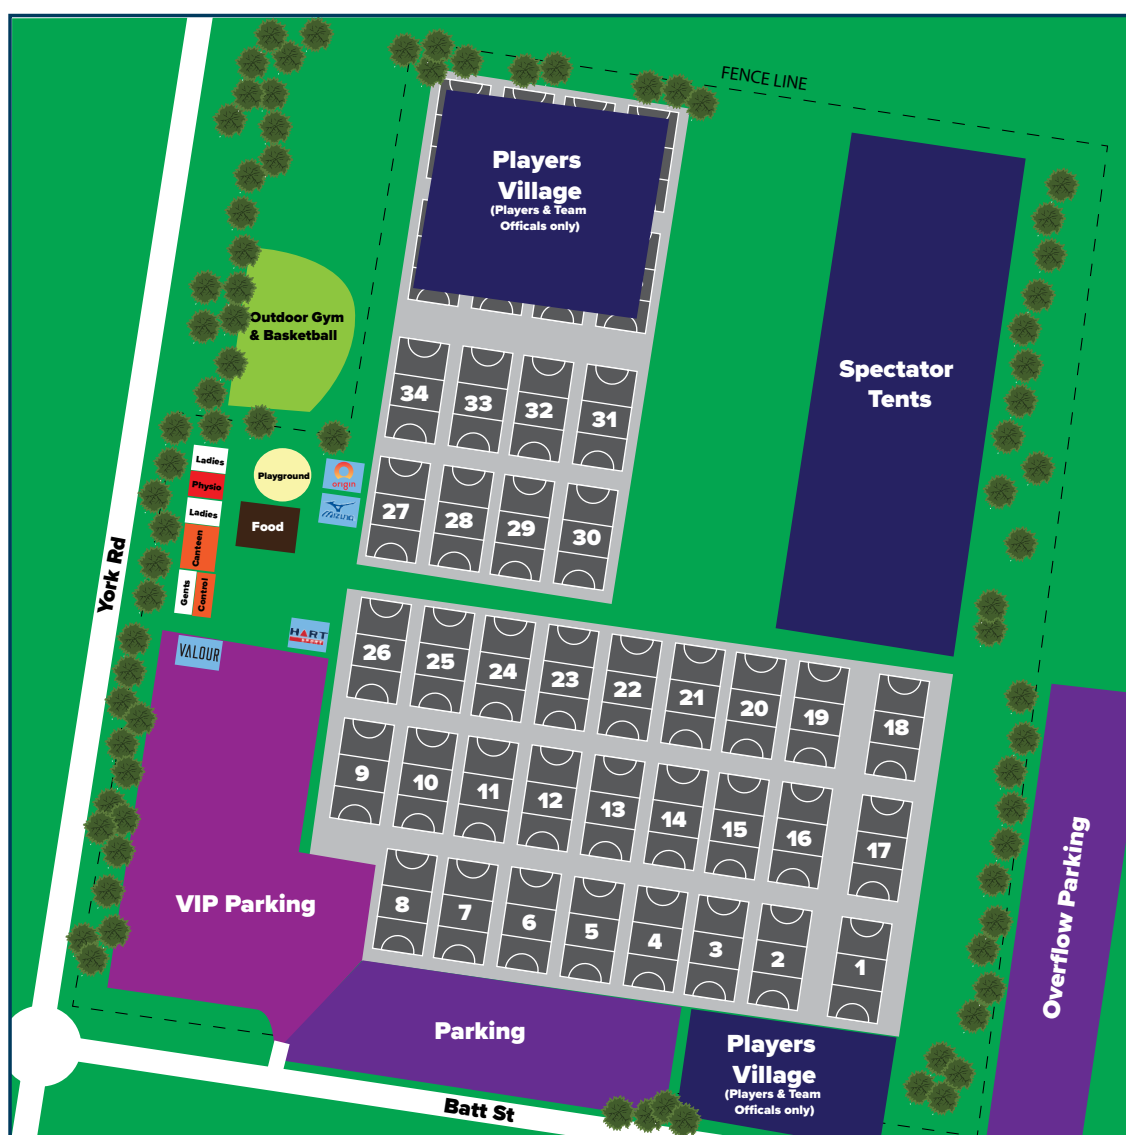 FENCE LINE
Players
Village
(Players & Team
Officals only)
Outdoor Gym
& Basketball
Spectator
Tents
34
33
32
31
27
28
29
30
Ladies
Physio
Ladies
Canteen
Gents
Control
Playground
Food
origin
MIZUNO
York Rd
HART
SPORT
VALOUR
26
25
24
23
22
21
20
19
18
9
10
11
12
13
14
15
16
17
8
7
6
5
4
3
2
1
VIP Parking
Overflow Parking
Parking
Players
Village
(Players & Team
Officals only)
Batt St